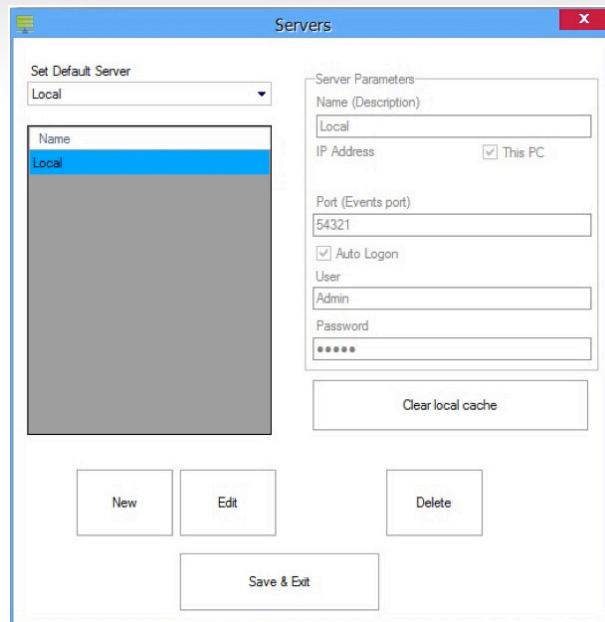 Servers
x
Set Default Server
Local
Name
Local
Server Parameters
Name (Description)
Local
IP Address
This PC
Port (Events port)
54321
Auto Logon
User
Admin
Password
●●●●●
Clear local cache
New
Edit
Delete
Save & Exit